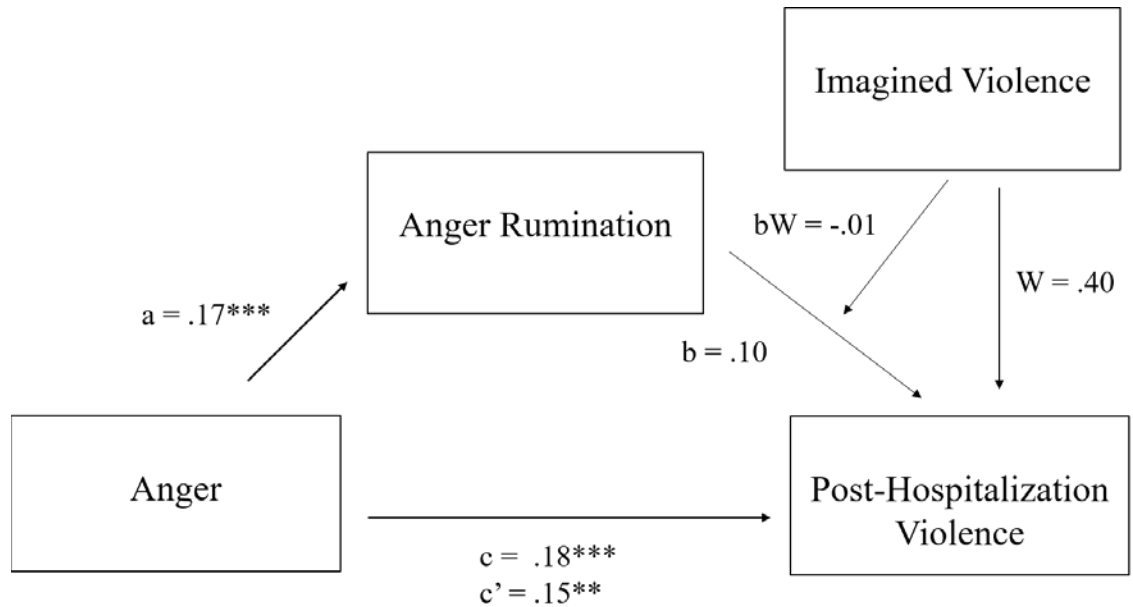 Imagined Violence
Anger Rumination
bW = -.01
W = .40
a = .17***
b = .10
Anger
Post-Hospitalization
Violence
c = .18***
c’ = .15**